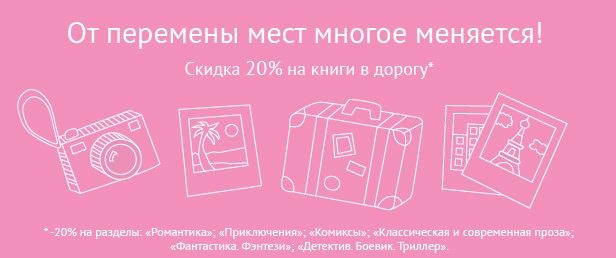 От перемены мест многое меняется!
Скидка 20% на книги в дорогу*
* -20% на разделы: «Романтика»; «Приключения»; «Комиксы»; «Классическая и современная проза»;
«Фантастика. Фэнтези»; «Детектив. Боевик. Триллер».